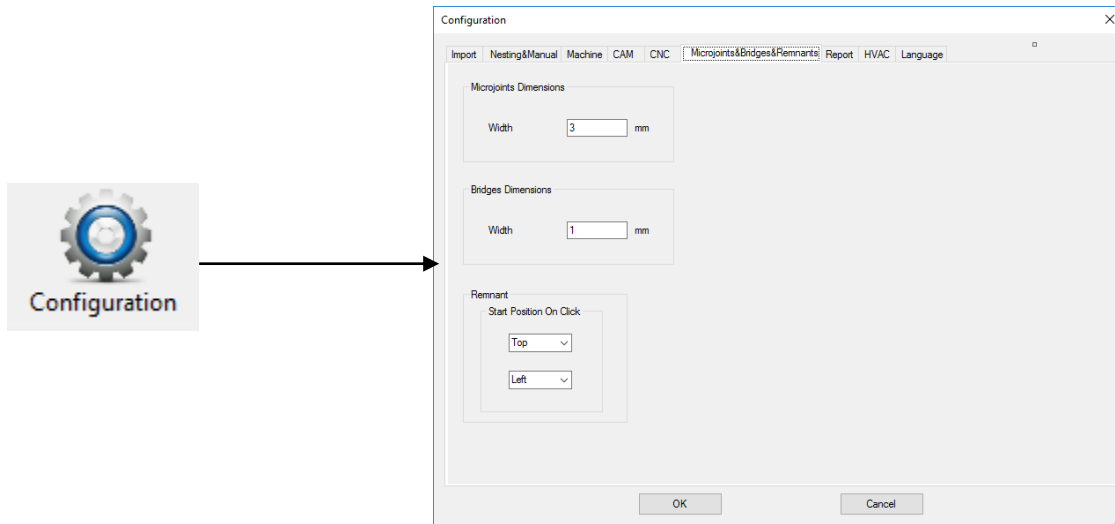 Configuration
Configuration
Import Nesting&Manual Machine CAM CNC Microjoints&Bridges&Remnants Report HVAC Language
Microjoints Dimensions
Width 3 mm
Bridges Dimensions
Width 1 mm
Remnant
Start Position On Click
Top
Left
OK Cancel